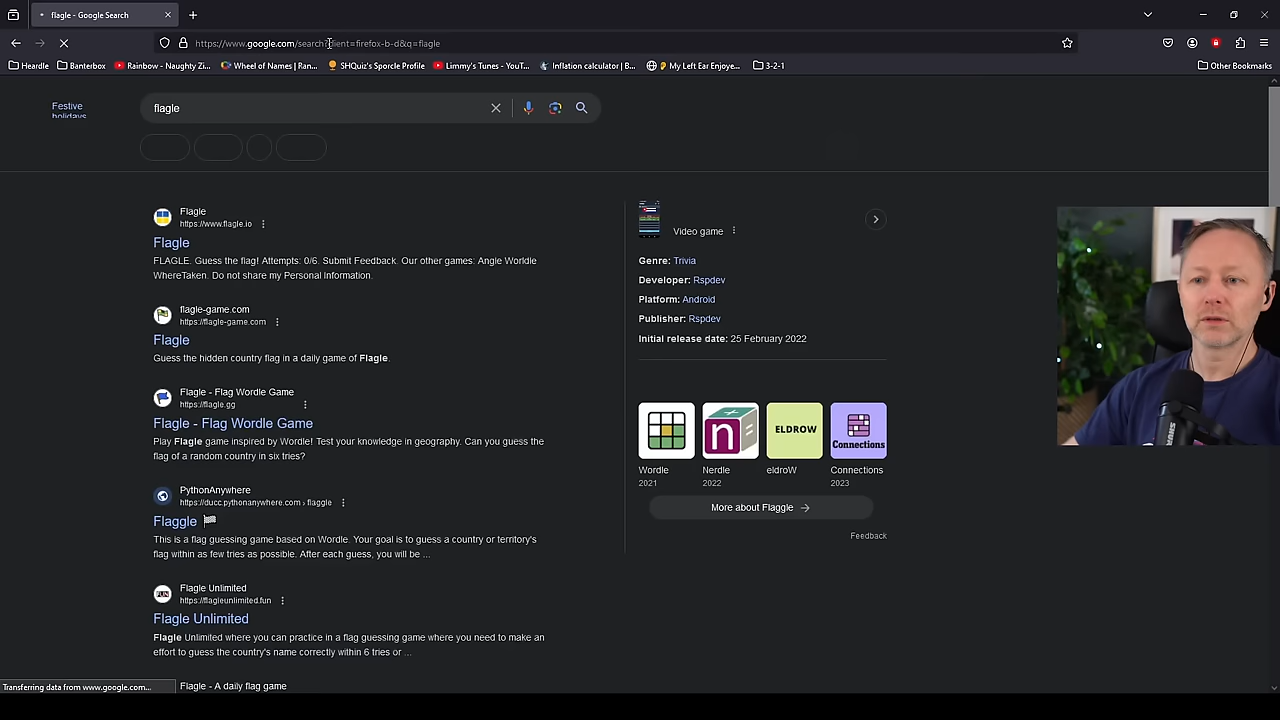 flagle - Google Search
https://www.google.com/search?client=firefox-b-d&q=flagle
Heardle
Banterbox
Rainbow - Naughty Zi...
Wheel of Names | Ran...
SHQuiz's Sporcle Profile
Limmy's Tunes - YouT...
Inflation calculator | B...
My Left Ear Enjoye...
3-2-1
Other Bookmarks
Festive
holidays
flagle
Flagle
https://www.flagle.io
Flagle
FLAGLE. Guess the flag! Attempts: 0/6. Submit Feedback. Our other games: Angle Worldle
WhereTaken. Do not share my Personal Information.
flagle-game.com
https://flagle-game.com
Flagle
Guess the hidden country flag in a daily game of Flagle.
Flagle - Flag Wordle Game
https://flagle.gg
Flagle - Flag Wordle Game
Play Flagle game inspired by Wordle! Test your knowledge in geography. Can you guess the
flag of a random country in six tries?
PythonAnywhere
https://ducc.pythonanywhere.com › flaggle
Flaggle
This is a flag guessing game based on Wordle. Your goal is to guess a country or territory's
flag within as few tries as possible. After each guess, you will be ...
FUN
Flagle Unlimited
https://flagleunlimited.fun
Flagle Unlimited
Flagle Unlimited where you can practice in a flag guessing game where you need to make an
effort to guess the country's name correctly within 6 tries or ...
Flagle - A daily flag game
Video game
Genre: Trivia
Developer: Rspdev
Platform: Android
Publisher: Rspdev
Initial release date: 25 February 2022
n
ELDROW
Connections
Wordle
2021
Nerdle
2022
eldroW
Connections
2023
More about Flaggle
Feedback
Transferring data from www.google.com...